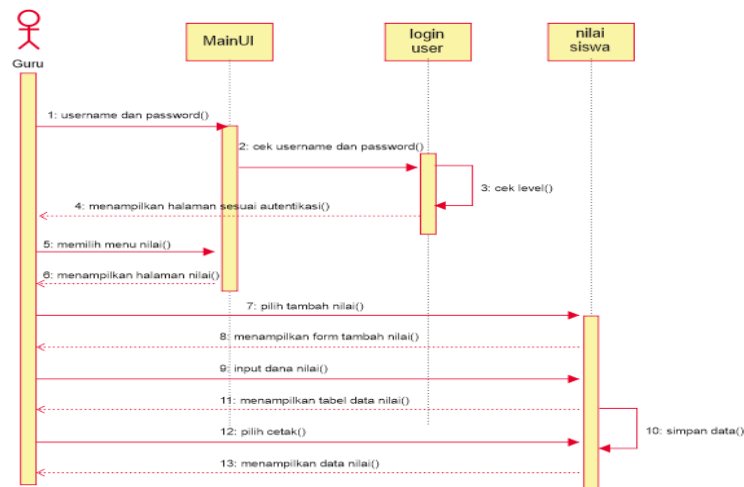 Guru
MainUI
login
user
nilai
siswa
1: username dan password()
2: cek username dan password()
3: cek level()
4: menampilkan halaman sesuai autentikasi()
5: memilih menu nilai()
6: menampilkan halaman nilai()
7: pilih tambah nilai()
8: menampilkan form tambah nilai()
9: input dana nilai()
11: menampilkan tabel data nilai()
10: simpan data()
12: pilih cetak()
13: menampilkan data nilai()